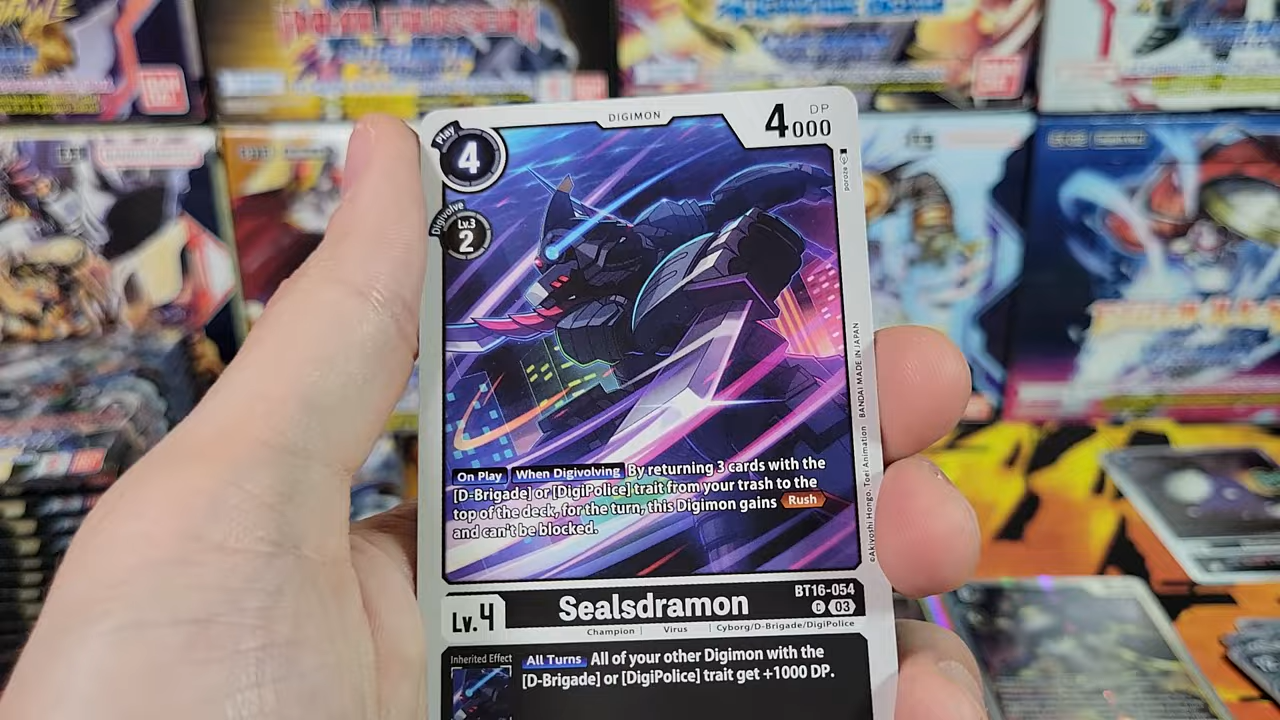 DIGIMON
Play
4
4000
DP
Digivolve
Lv.3
2
On Play When Digivolving By returning 3 cards with the
[D-Brigade] or [DigiPolice] trait from your trash to the
top of the deck, for the turn, this Digimon gains Rush
and can't be blocked.
©Akiyoshi Hongo, Toei Animation BANDAI MADE IN JAPAN
BT16-054
Lv.4
Sealsdramon
C 03
Champion | Virus | Cyborg/D-Brigade/DigiPolice
Inherited Effect
All Turns All of your other Digimon with the
[D-Brigade] or [DigiPolice] trait get +1000 DP.